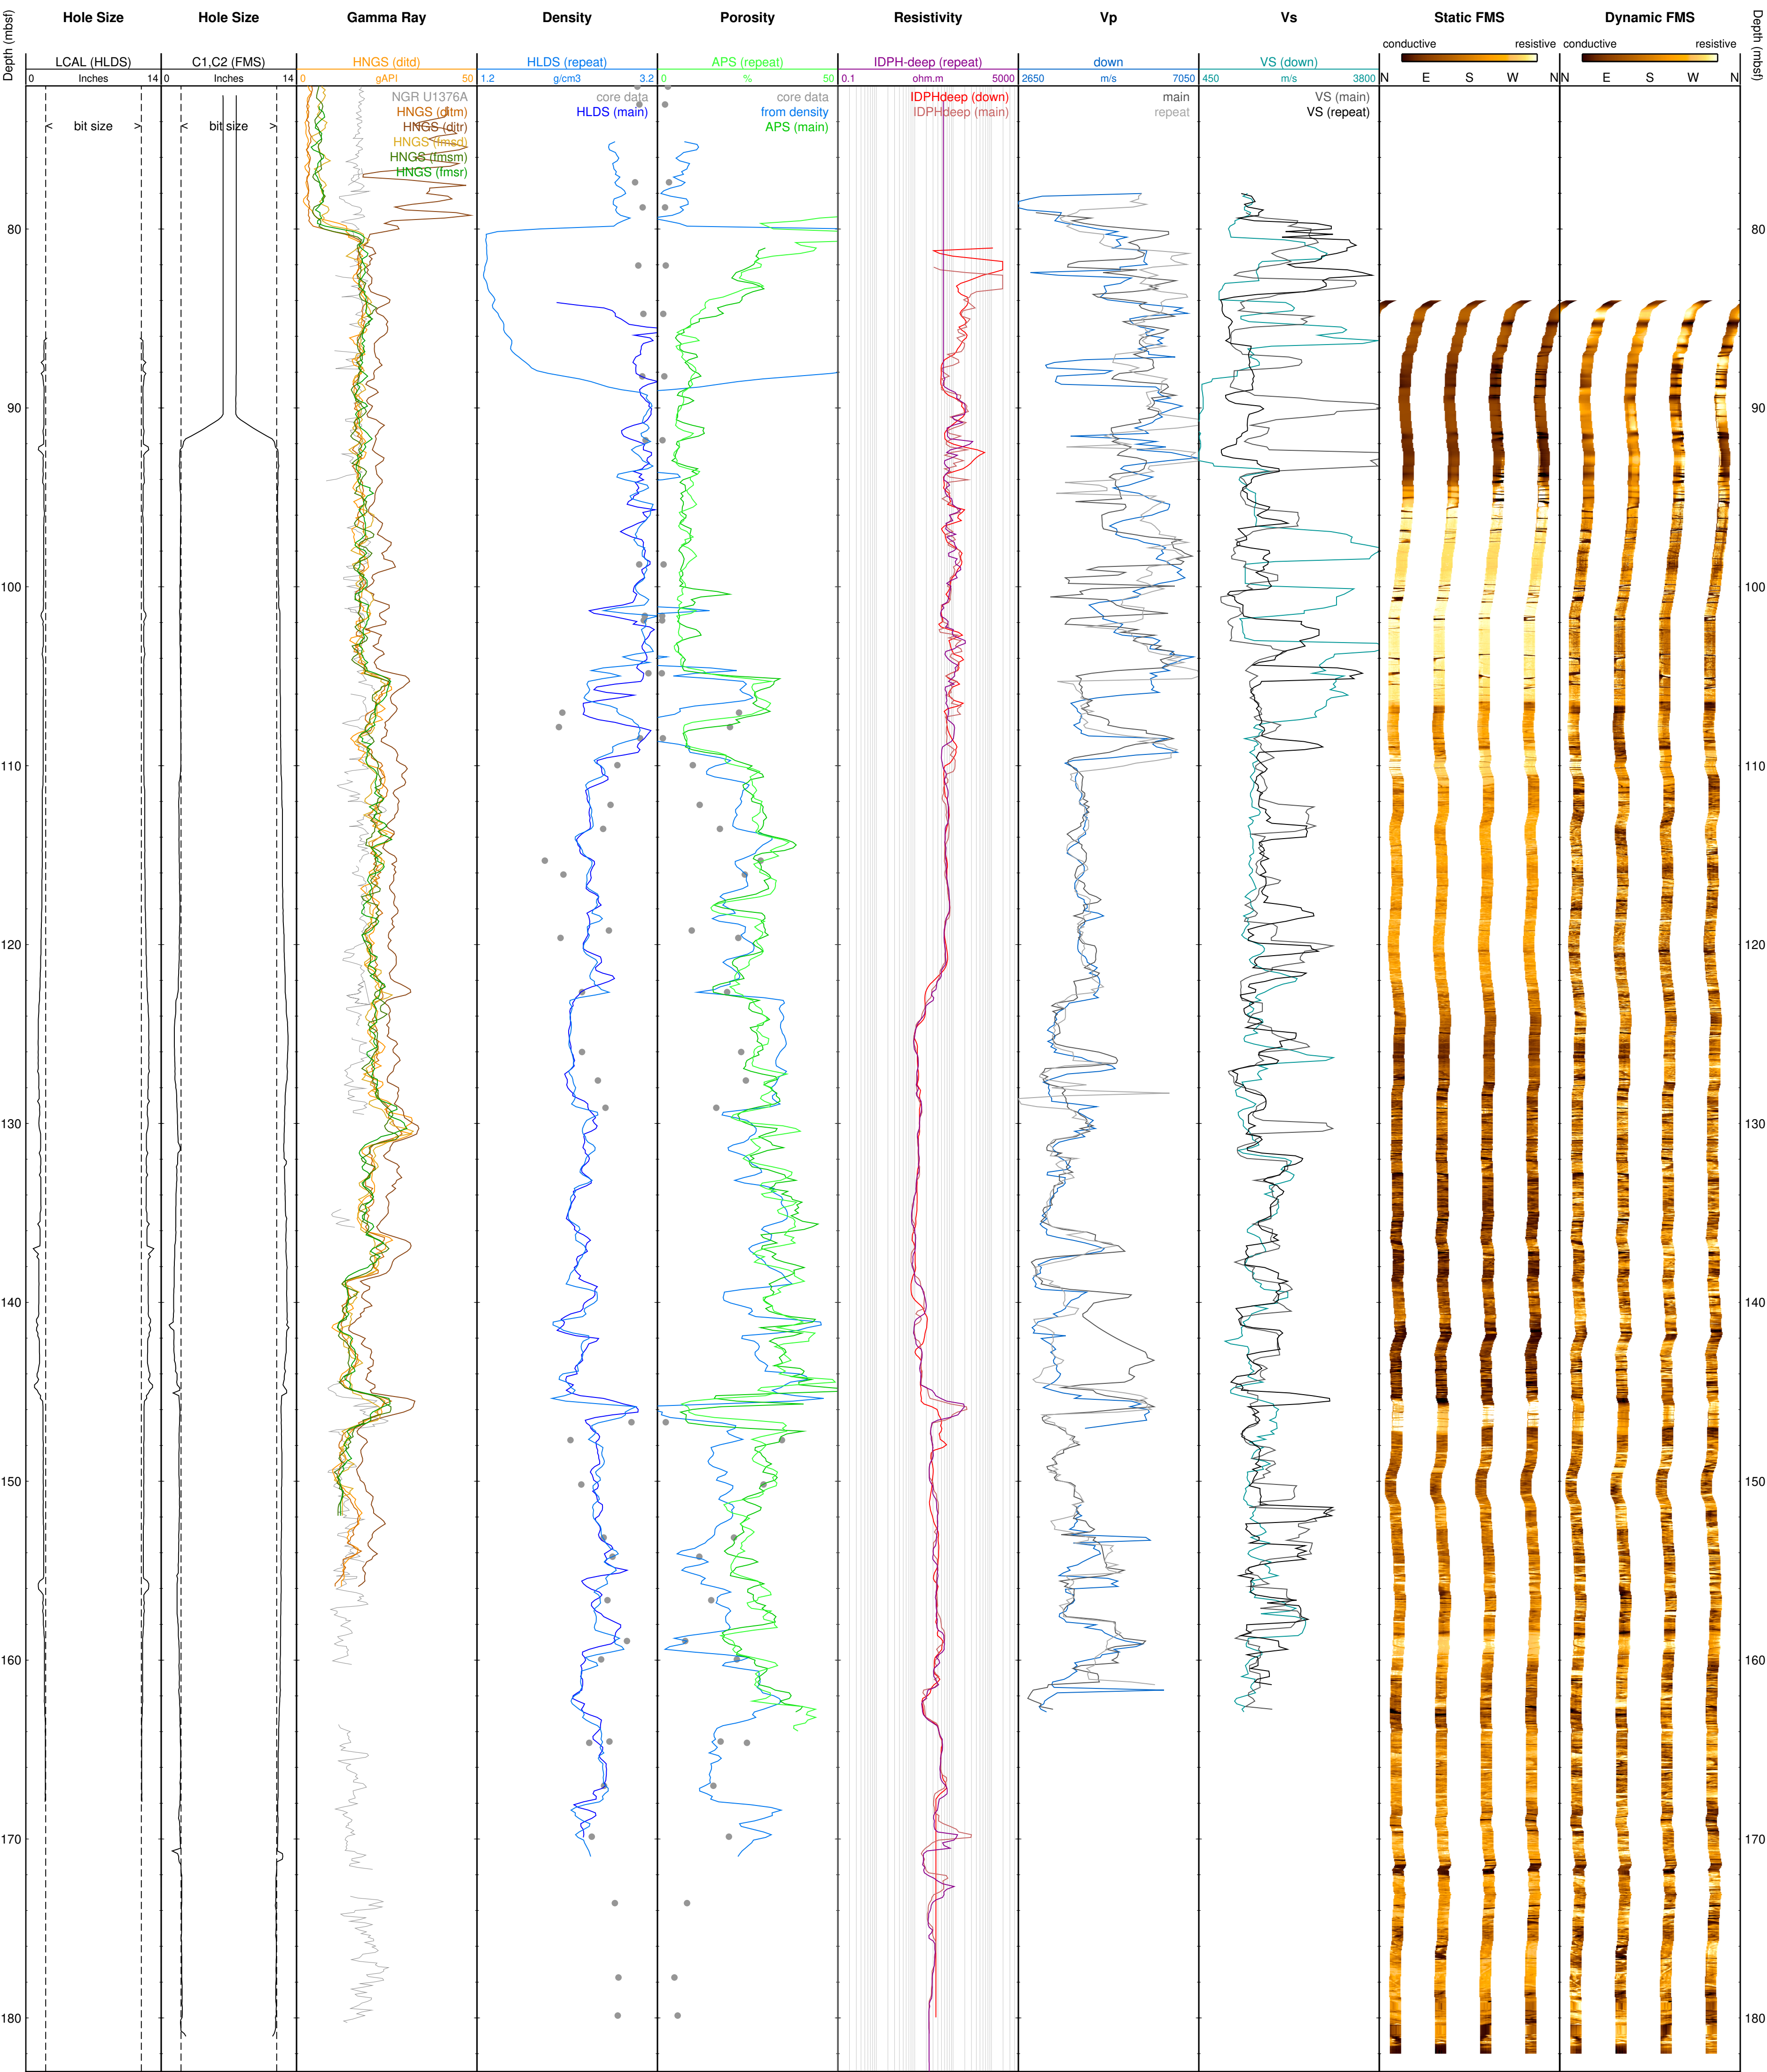 Hole Size Hole Size Gamma Ray Density Porosity Resistivity Vp Vs Static FMS Dynamic FMS
Depth (mbsf)
Depth (mbsf)
conductive resistive conductive resistive
LCAL (HLDS) C1,C2 (FMS) HNGS (ditd) HLDS (repeat) APS (repeat) IDPH-deep (repeat) down VS (down)
0 Inches 14 0 Inches 14 0 gAPI 50 1.2 g/cm3 3.2 0 % 50 0.1 ohm.m 5000 2650 m/s 7050 450 m/s 3800 N E S W N N E S W N
NGR U1376A core data core data IDPHdeep (down) main VS (main)
HNGS (ditm) HLDS (main) from density IDPHdeep (main) repeat VS (repeat)
< bit size > < bit size > HNGS (ditr) APS (main)
HNGS (fmsd)
HNGS (fmsm)
HNGS (fmsr)
80 80
90 90
100 100
110 110
120 120
130 130
140 140
150 150
160 160
170 170
180 180